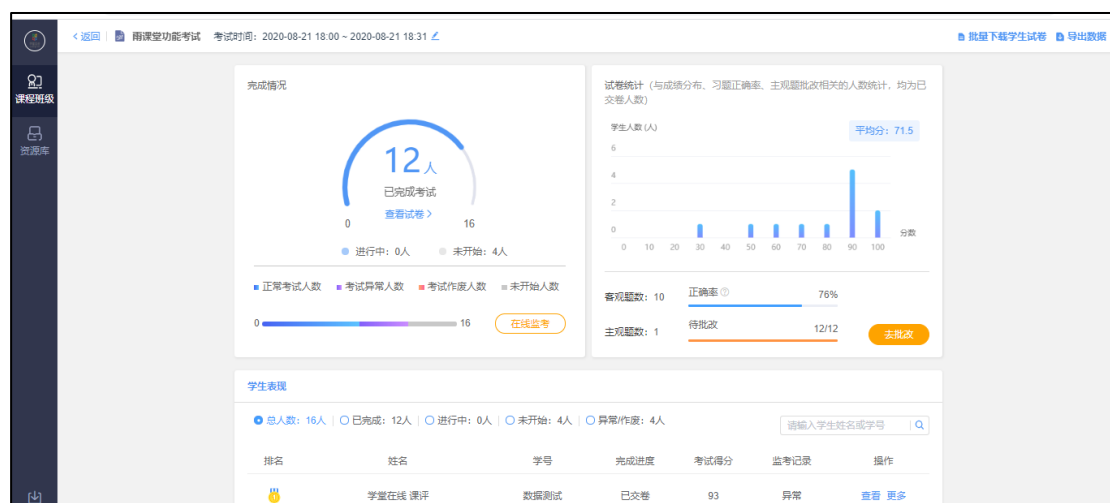 返回 雨课堂功能考试 考试时间：2020-08-21 18:00 ~ 2020-08-21 18:31
批量下载学生试卷 导出数据
课程班级
资源库
完成情况
12人
已完成考试
查看试卷 >
0 16
进行中：0人 未开始：4人
正常考试人数 考试异常人数 考试作废人数 未开始人数
0 16 在线监考
试卷统计（与成绩分布、习题正确率、主观题批改相关的人数统计，均为已
交卷人数)
学生人数 (人) 平均分：71.5
6
4
2
0
0 10 20 30 40 50 60 70 80 90 100 分数
客观题数：10 正确率 76%
主观题数：1 待批改 12/12 去批改
学生表现
总人数：16人 已完成：12人 进行中：0人 未开始：4人 异常/作废：4人 请输入学生姓名或学号
排名 姓名 学号 完成进度 考试得分 监考记录 操作
学堂在线 课评 数据测试 已交卷 93 异常 查看 更多